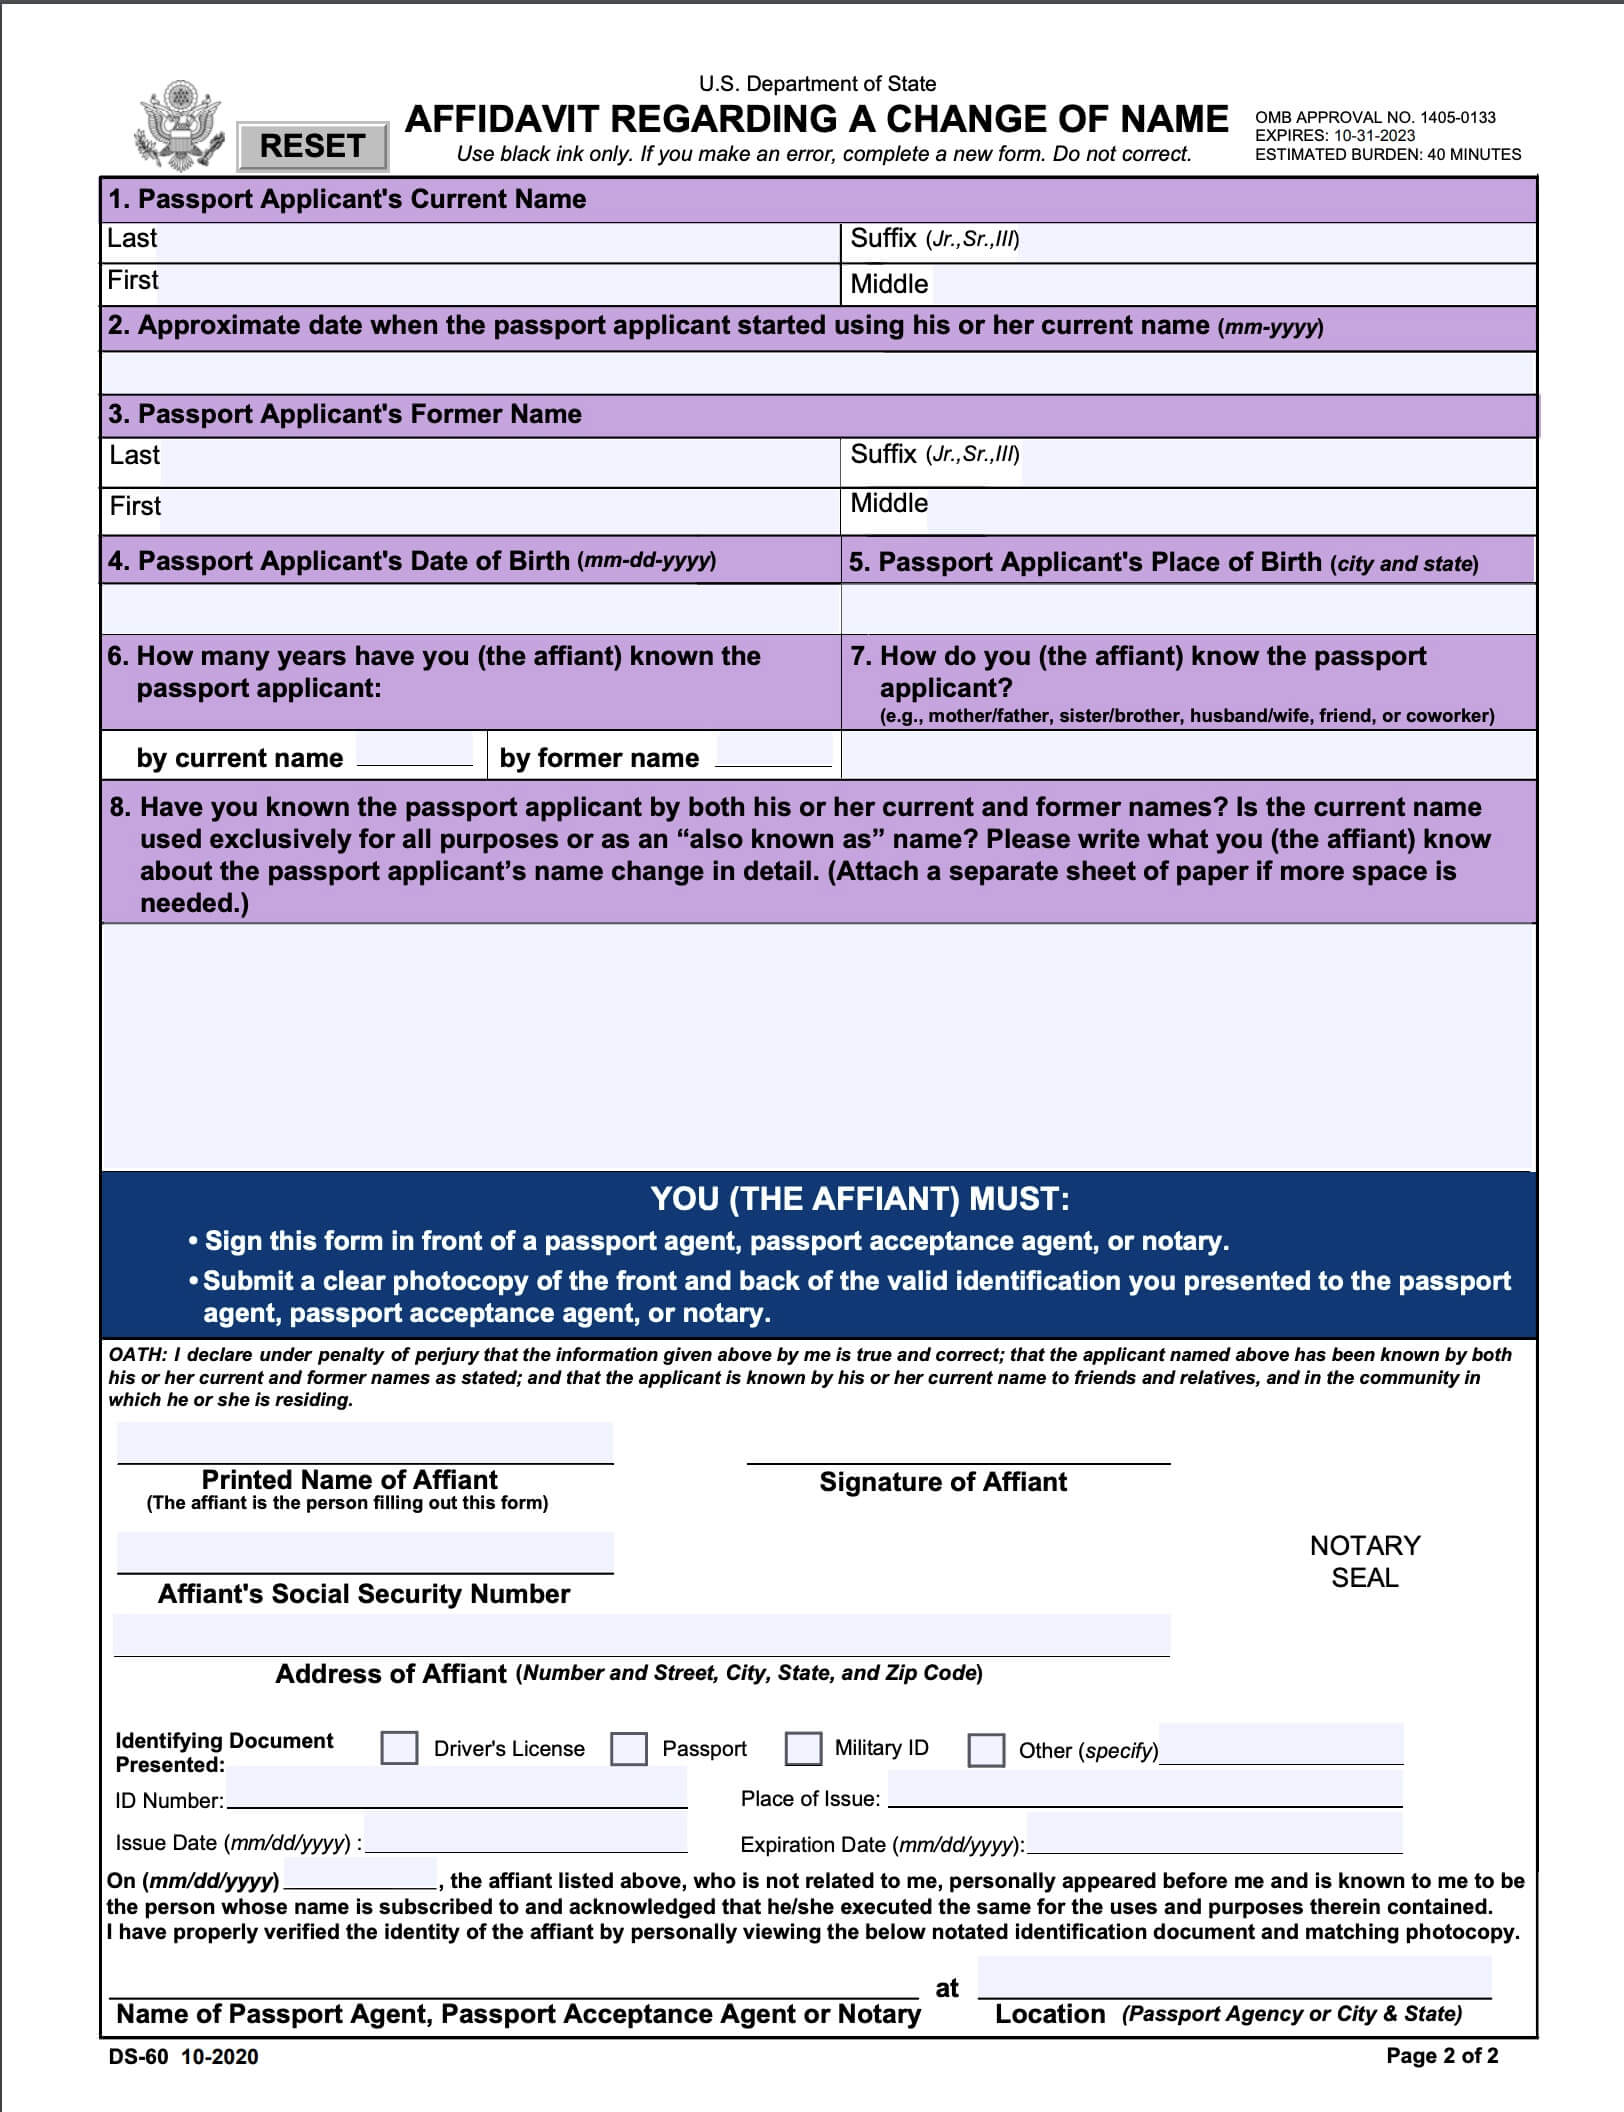 U.S. Department of State
RESET
AFFIDAVIT REGARDING A CHANGE OF NAME
Use black ink only. If you make an error, complete a new form. Do not correct.
OMB APPROVAL NO. 1405-0133
EXPIRES: 10-31-2023
ESTIMATED BURDEN: 40 MINUTES
1. Passport Applicant's Current Name
Last
Suffix (Jr.,Sr.,III)
First
Middle
2. Approximate date when the passport applicant started using his or her current name (mm-yyyy)
3. Passport Applicant's Former Name
Last
Suffix (Jr.,Sr.,III)
First
Middle
4. Passport Applicant's Date of Birth (mm-dd-yyyy)
5. Passport Applicant's Place of Birth (city and state)
6. How many years have you (the affiant) known the
passport applicant:
7. How do you (the affiant) know the passport
applicant?
(e.g., mother/father, sister/brother, husband/wife, friend, or coworker)
by current name
by former name
8. Have you known the passport applicant by both his or her current and former names? Is the current name
used exclusively for all purposes or as an “also known as” name? Please write what you (the affiant) know
about the passport applicant’s name change in detail. (Attach a separate sheet of paper if more space is
needed.)
YOU (THE AFFIANT) MUST:
• Sign this form in front of a passport agent, passport acceptance agent, or notary.
• Submit a clear photocopy of the front and back of the valid identification you presented to the passport
agent, passport acceptance agent, or notary.
OATH: I declare under penalty of perjury that the information given above by me is true and correct; that the applicant named above has been known by both
his or her current and former names as stated; and that the applicant is known by his or her current name to friends and relatives, and in the community in
which he or she is residing.
Printed Name of Affiant
(The affiant is the person filling out this form)
Signature of Affiant
Affiant's Social Security Number
NOTARY
SEAL
Address of Affiant (Number and Street, City, State, and Zip Code)
Identifying Document
Presented:
Driver's License
Passport
Military ID
Other (specify)
ID Number:
Place of Issue:
Issue Date (mm/dd/yyyy) :
Expiration Date (mm/dd/yyyy):
On (mm/dd/yyyy) , the affiant listed above, who is not related to me, personally appeared before me and is known to me to be
the person whose name is subscribed to and acknowledged that he/she executed the same for the uses and purposes therein contained.
I have properly verified the identity of the affiant by personally viewing the below notated identification document and matching photocopy.
at
Name of Passport Agent, Passport Acceptance Agent or Notary
Location (Passport Agency or City & State)
DS-60 10-2020
Page 2 of 2